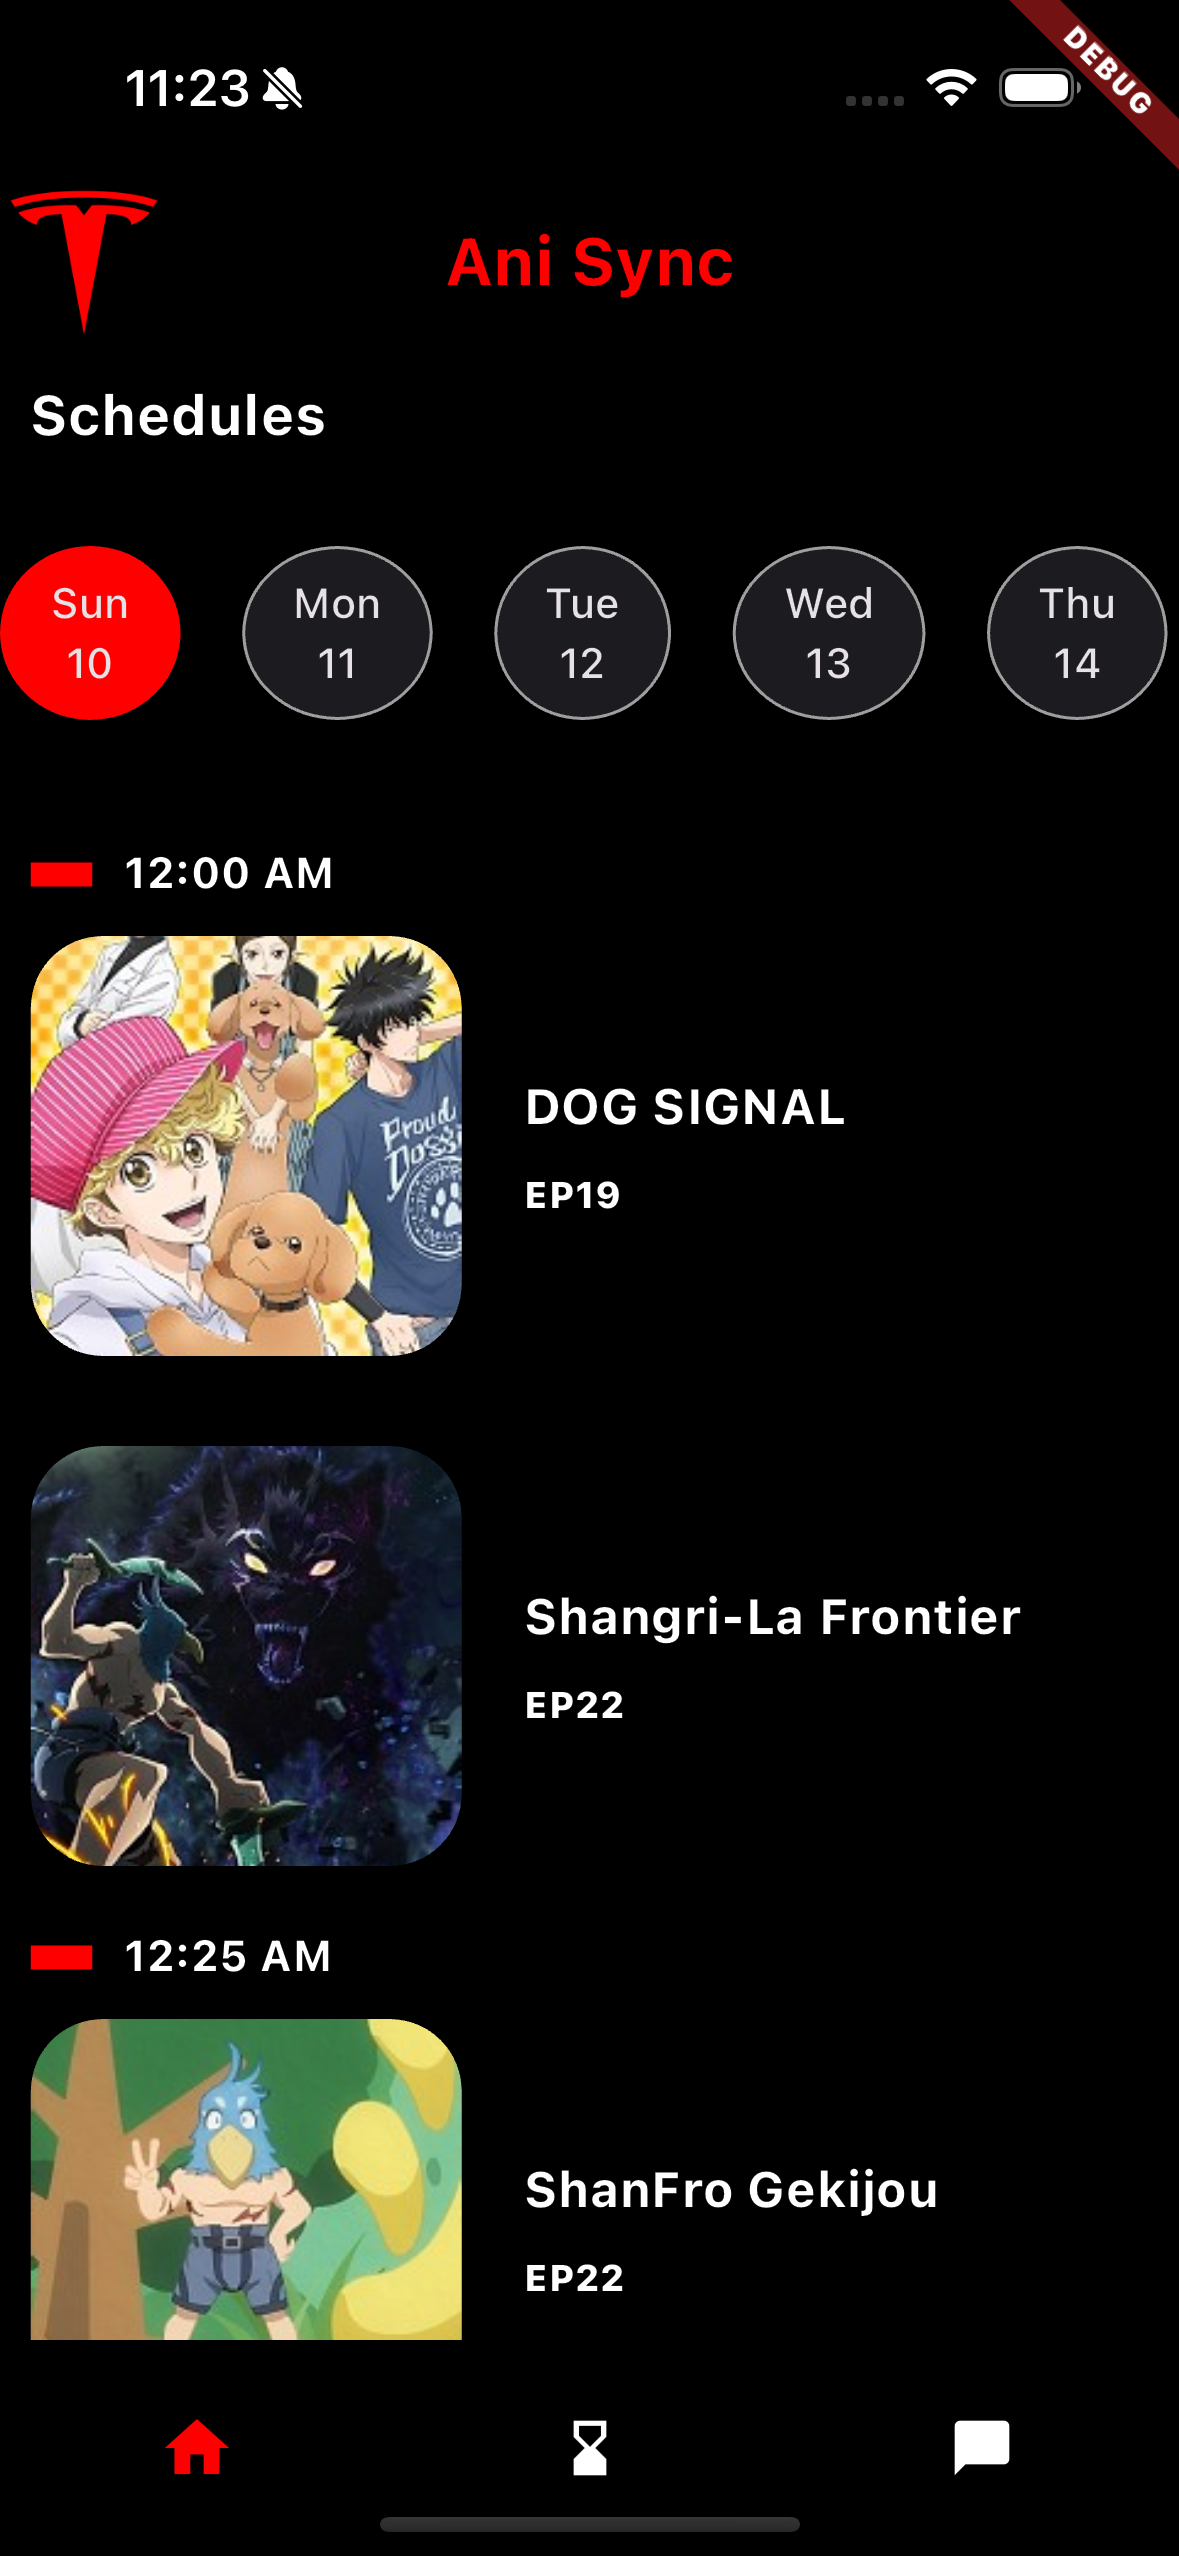 11:23
DEBUG
Ani Sync
Schedules
Sun
10
Mon
11
Tue
12
Wed
13
Thu
14
12:00 AM
Proud
DOG SIGNAL
EP19
Shangri-La Frontier
EP22
12:25 AM
ShanFro Gekijou
EP22